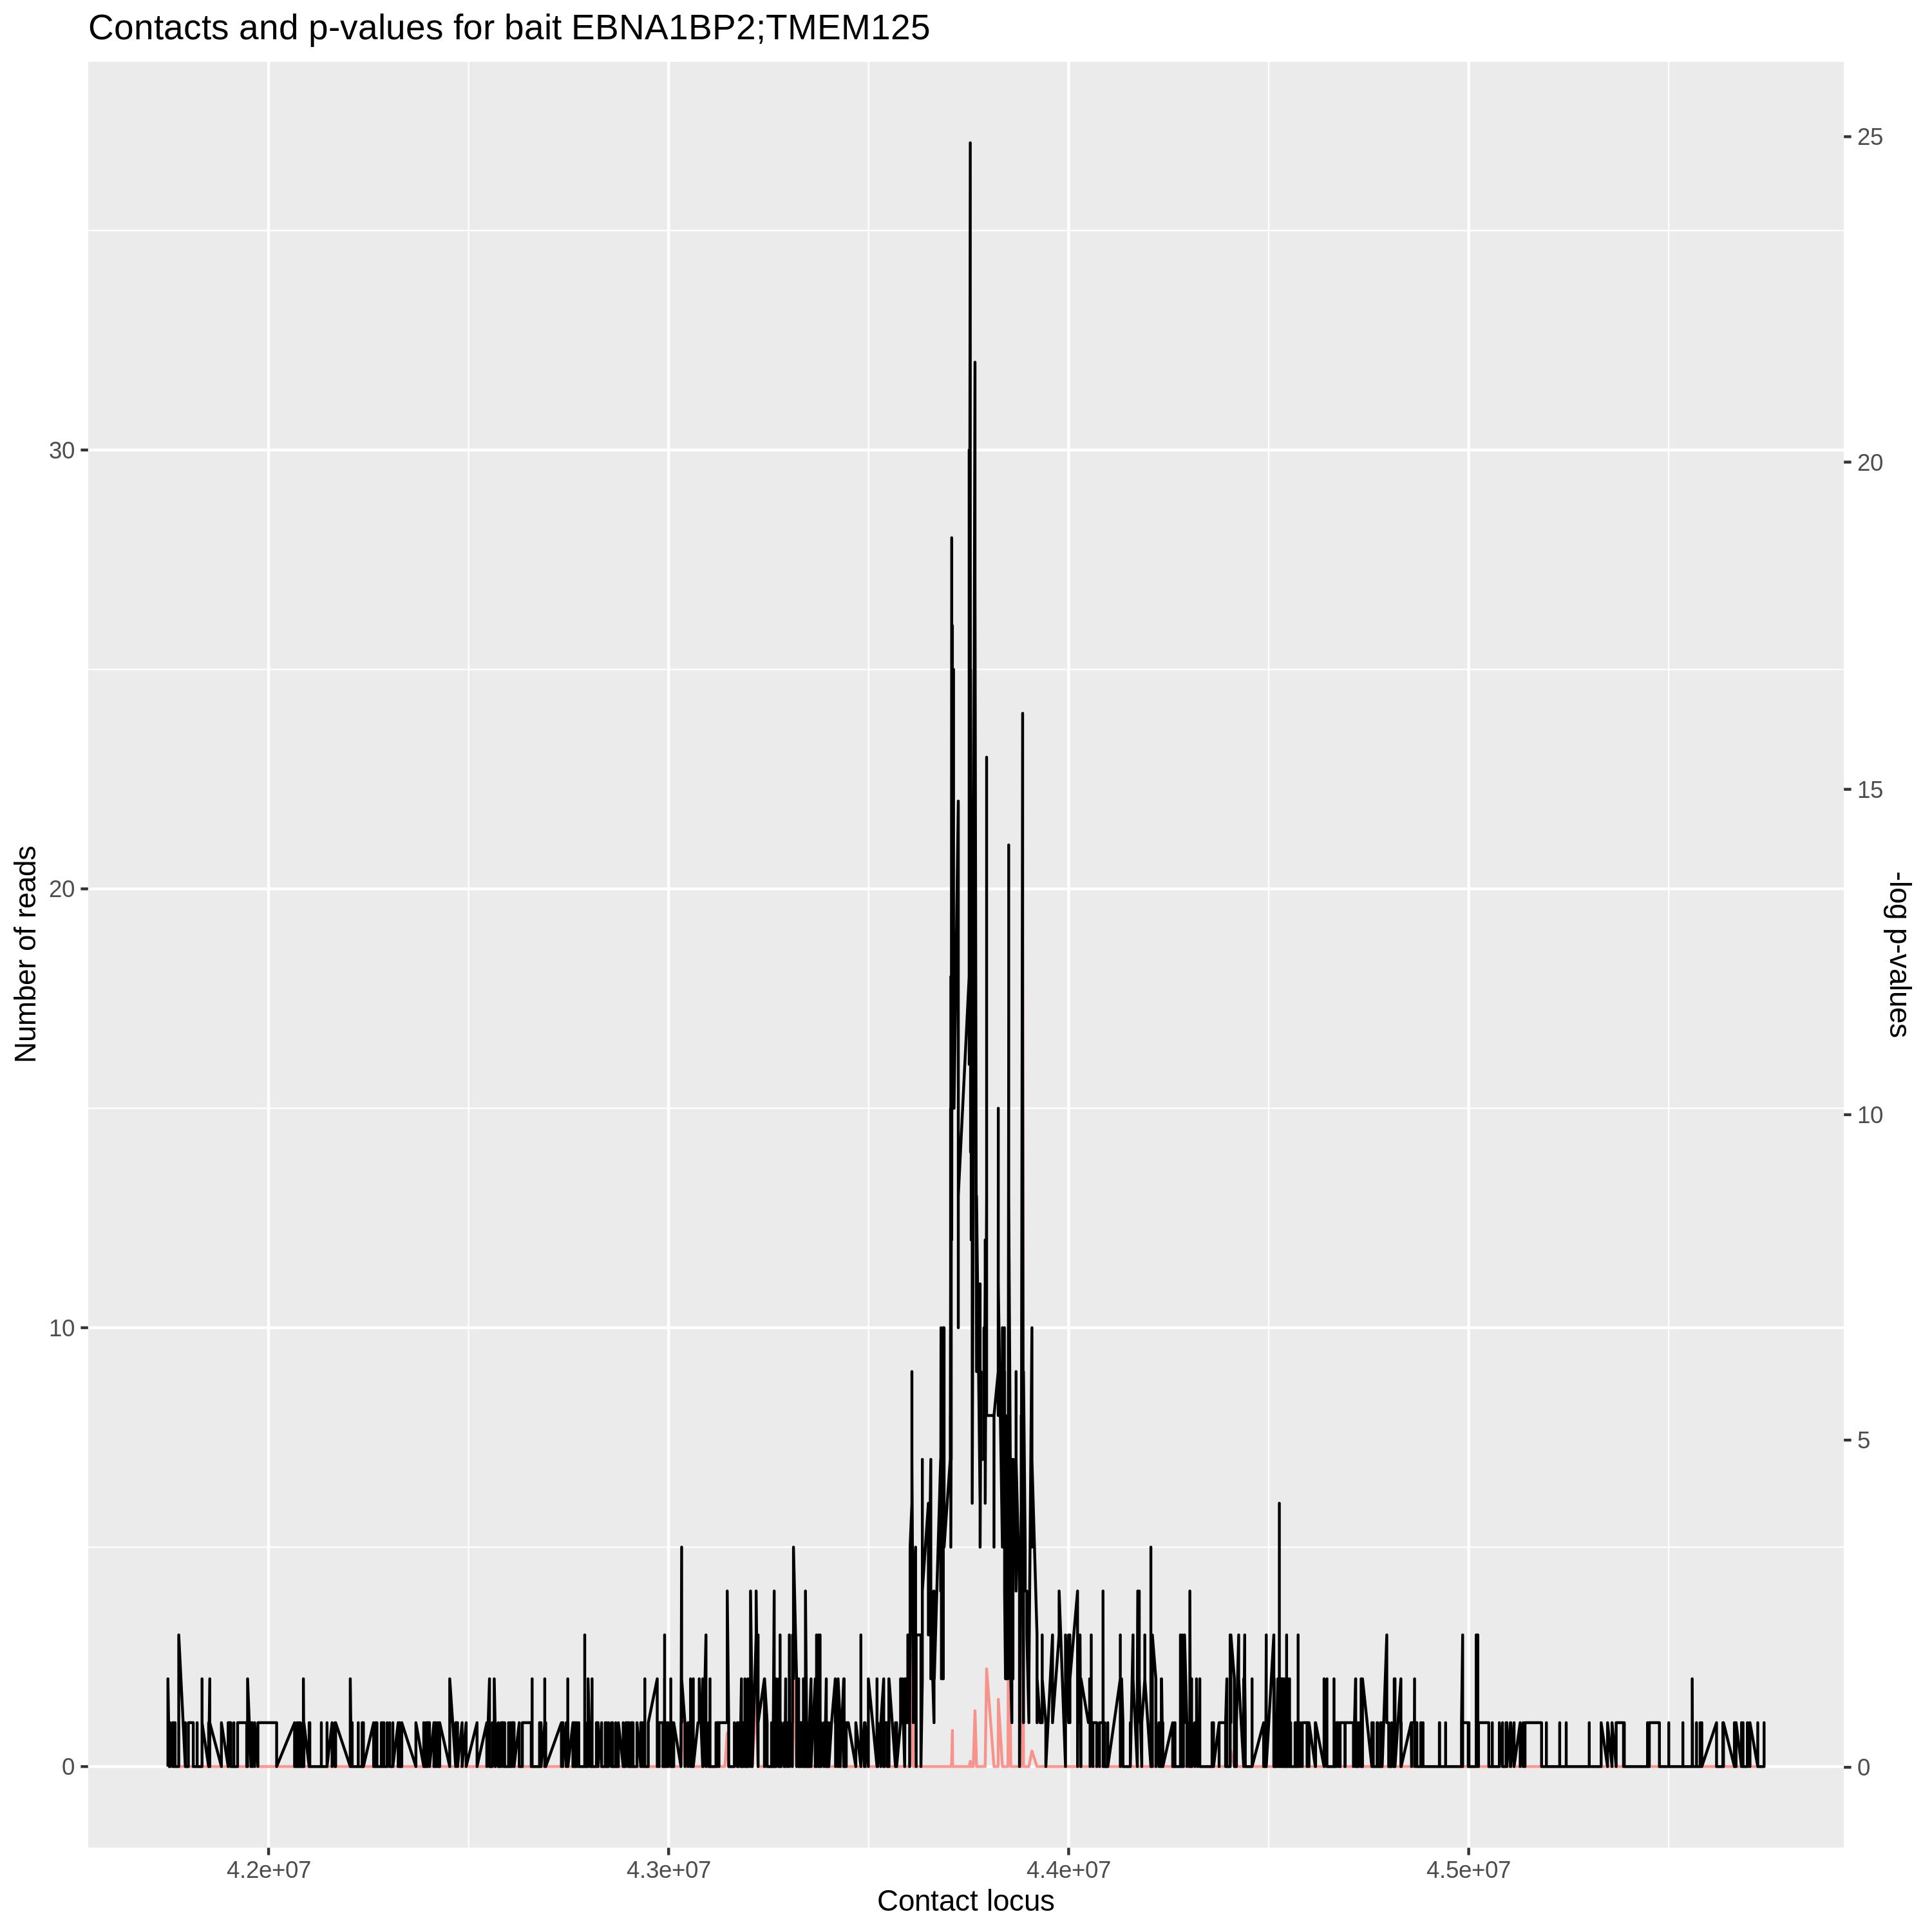 Contacts and p-values for bait EBNA1BP2;TMEM125
Number of reads
30
20
10
0
25
20
15
10
5
0
-log p-values
4.2e+07 4.3e+07 4.4e+07 4.5e+07
Contact locus